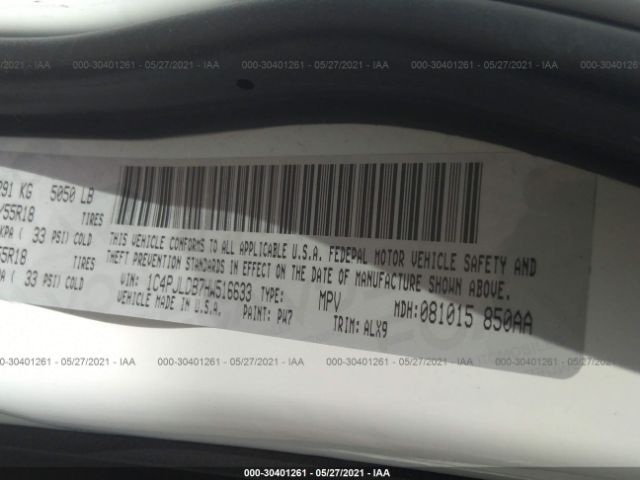 000-30401261 - 05/27/2021 - IAA
291 KG 5050 LB
/55R18 TIRES
KPA ( 33 PSI) COLD
55R18 TIRES
( 33 PSI) COLD
THIS VEHICLE CONFORMS TO ALL APPLICABLE U.S.A. FEDEPAL MOTOR VEHICLE SAFETY AND
THEFT PREVENTION STANDARDS IN EFFECT ON THE DATE OF MANUFACTURE SHOWN ABOVE.
VIN: 1C4PJLDB7HW516633 TYPE: MPV MDH: 081015 850AA
VEHICLE MADE IN U.S.A. PAINT: PW7 TRIM: ALX9
000-30401261 - 05/27/2021 - IAA
000-30401261 - 05/27/2021 - IAA